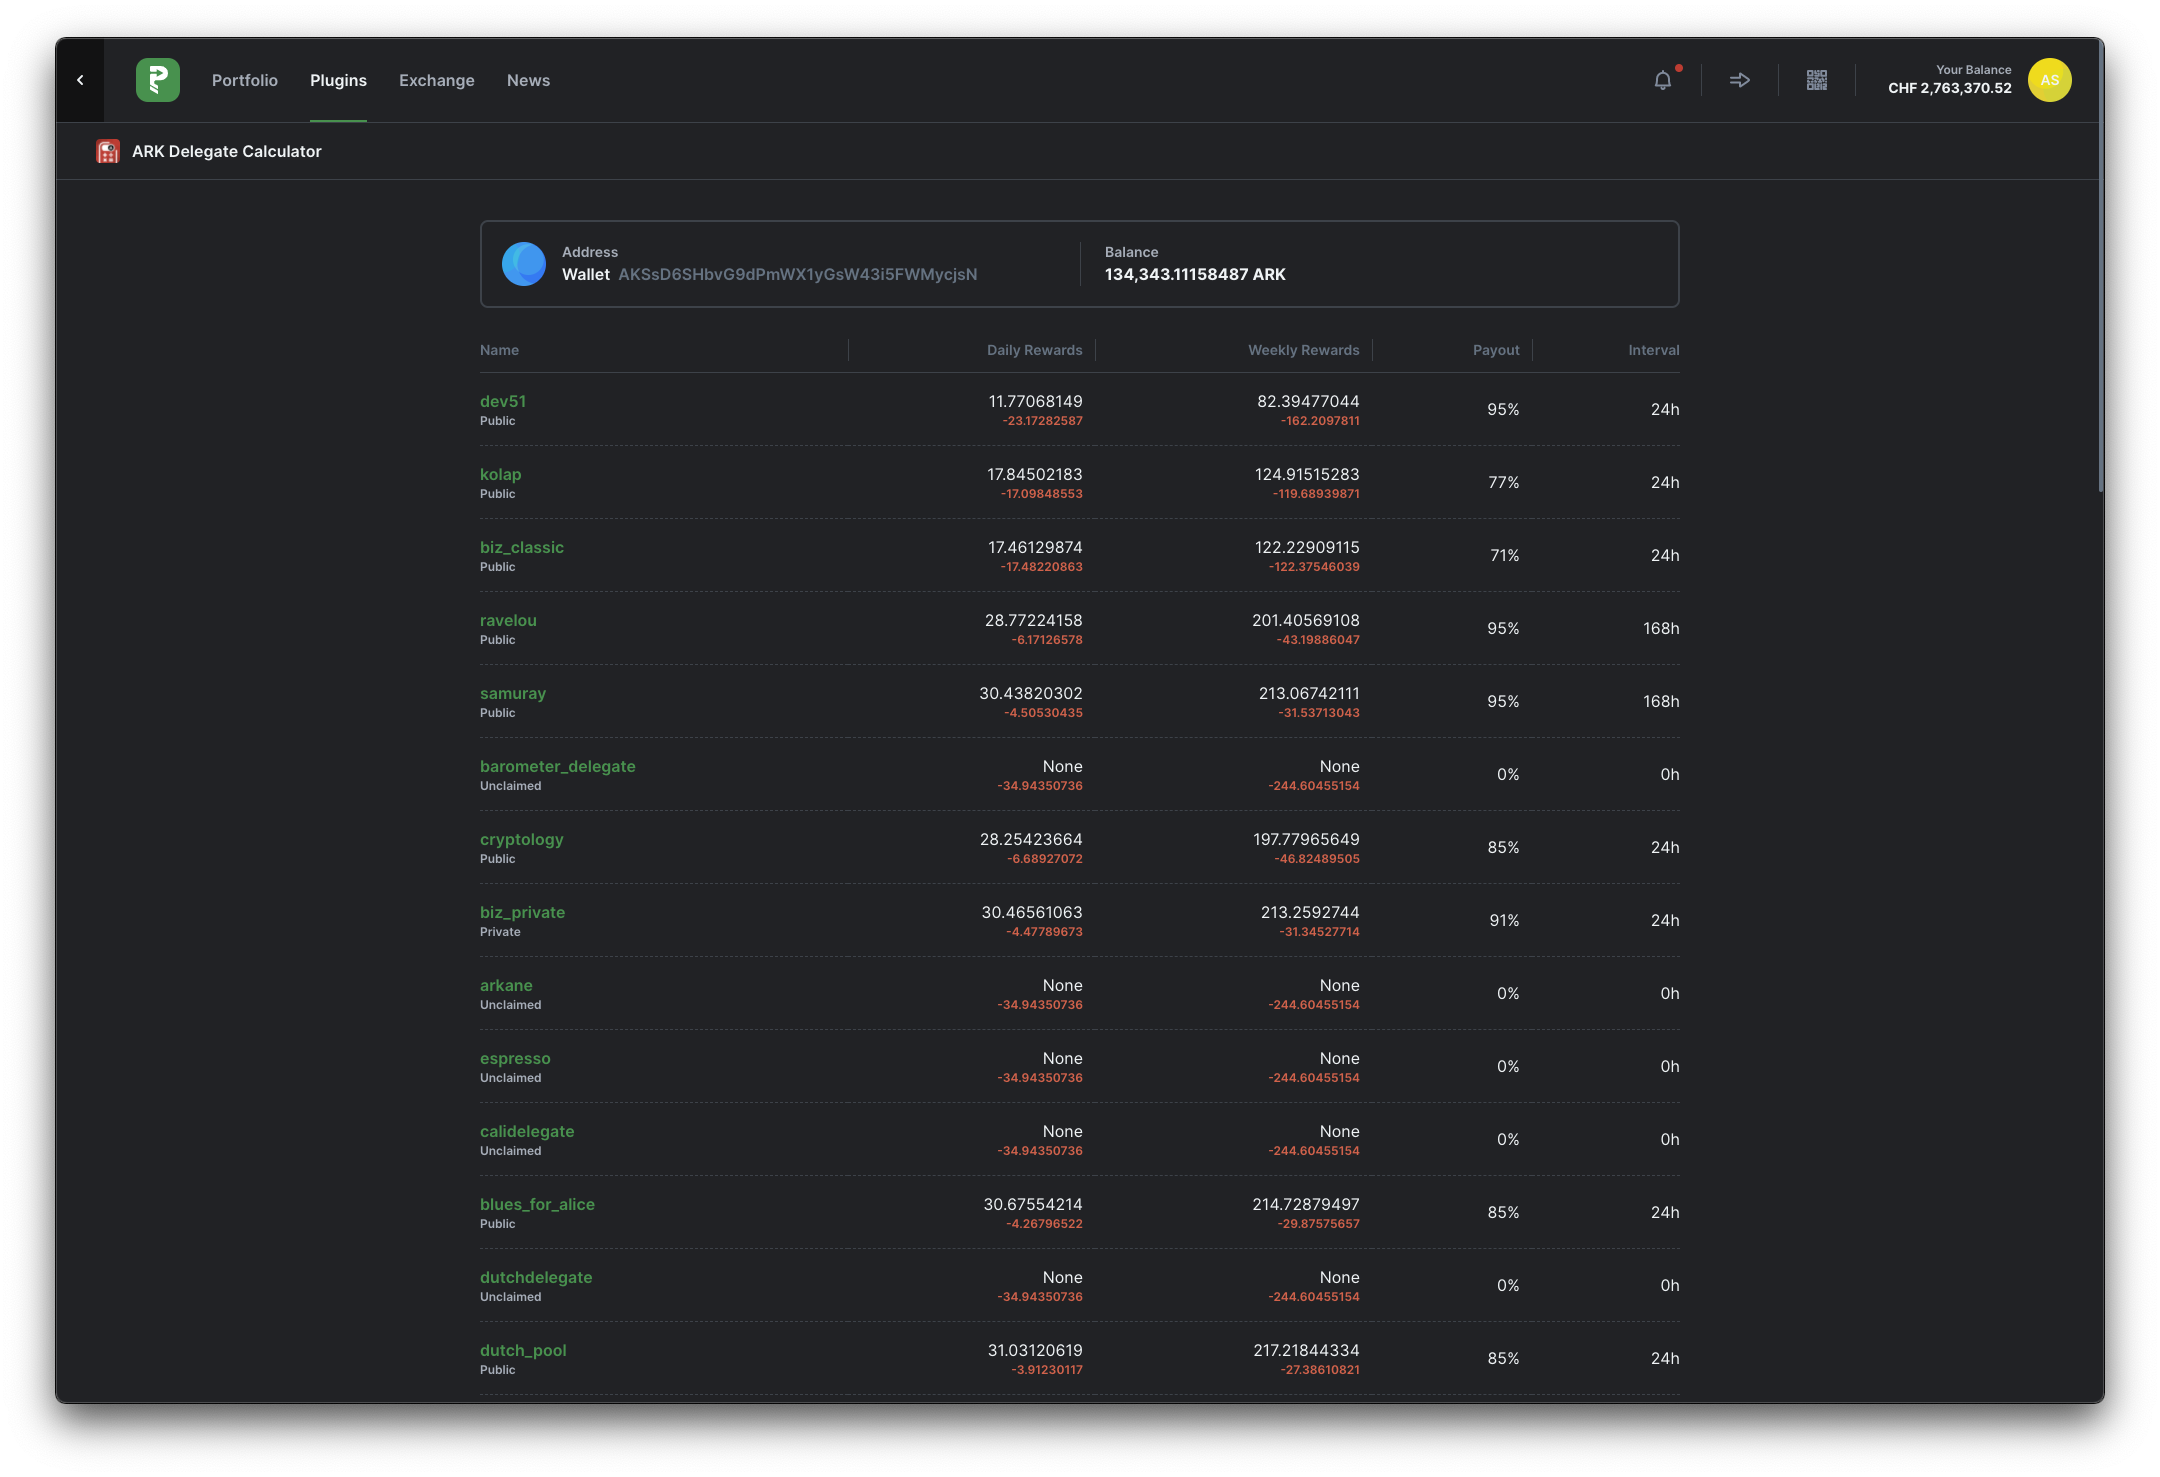 Portfolio Plugins Exchange News
Your Balance
CHF 2,763,370.52
AS
ARK Delegate Calculator
Address
Wallet AKSsD6SHbvG9dPmWX1yGsW43i5FWMycjsN
Balance
134,343.11158487 ARK
Name Daily Rewards Weekly Rewards Payout Interval
dev51 11.77068149 82.39477044 95% 24h
Public -23.17282587 -162.2097811
kolap 17.84502183 124.91515283 77% 24h
Public -17.09848553 -119.68939871
biz_classic 17.46129874 122.22909115 71% 24h
Public -17.48220863 -122.37546039
ravelou 28.77224158 201.40569108 95% 168h
Public -6.17126578 -43.19886047
samuray 30.43820302 213.06742111 95% 168h
Public -4.50530435 -31.53713043
barometer_delegate None None 0% 0h
Unclaimed -34.94350736 -244.60455154
cryptology 28.25423664 197.77965649 85% 24h
Public -6.68927072 -46.82489505
biz_private 30.46561063 213.2592744 91% 24h
Private -4.47789673 -31.34527714
arkane None None 0% 0h
Unclaimed -34.94350736 -244.60455154
espresso None None 0% 0h
Unclaimed -34.94350736 -244.60455154
calidelegate None None 0% 0h
Unclaimed -34.94350736 -244.60455154
blues_for_alice 30.67554214 214.72879497 85% 24h
Public -4.26796522 -29.87575657
dutchdelegate None None 0% 0h
Unclaimed -34.94350736 -244.60455154
dutch_pool 31.03120619 217.21844334 85% 24h
Public -3.91230117 -27.38610821